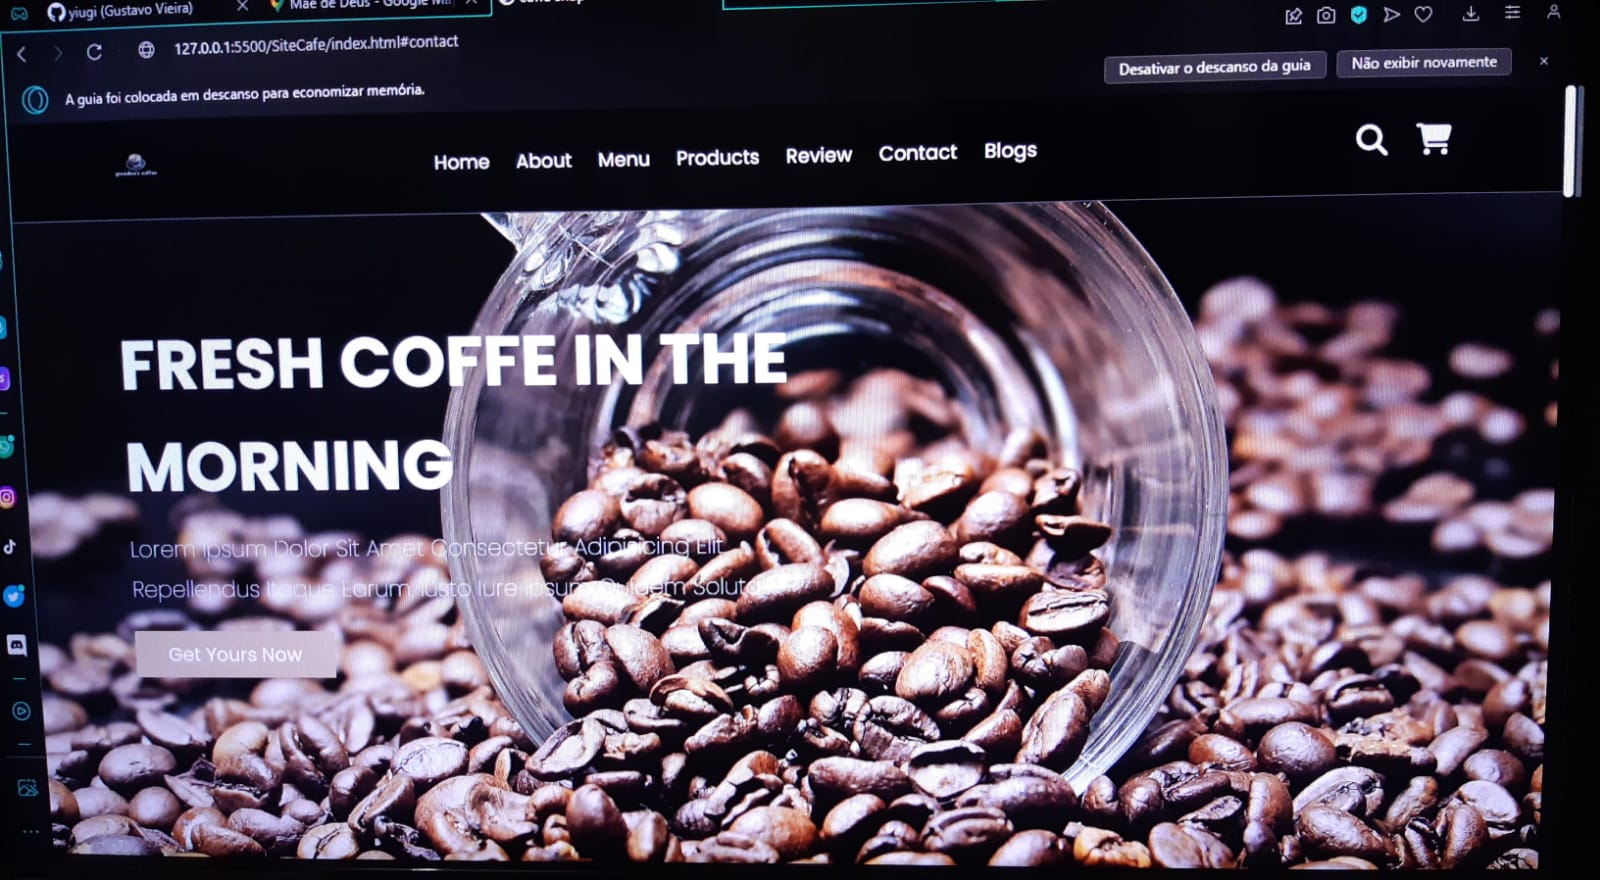 yiugi (Gustavo Vieira)
Mãe de Deus - Google Ma
127.0.0.1:5500/SiteCafe/index.html#contact
A guia foi colocada em descanso para economizar memória.
Desativar o descanso da guia
Não exibir novamente
Home About Menu Products Review Contact Blogs
FRESH COFFE IN THE
MORNING
Lorem Ipsum Dolor Sit Amet Consectetur Adipisicing Elit
Repellendus Itaque Earum, Iusto Iure Ipsum Quidem Soluta
Get Yours Now